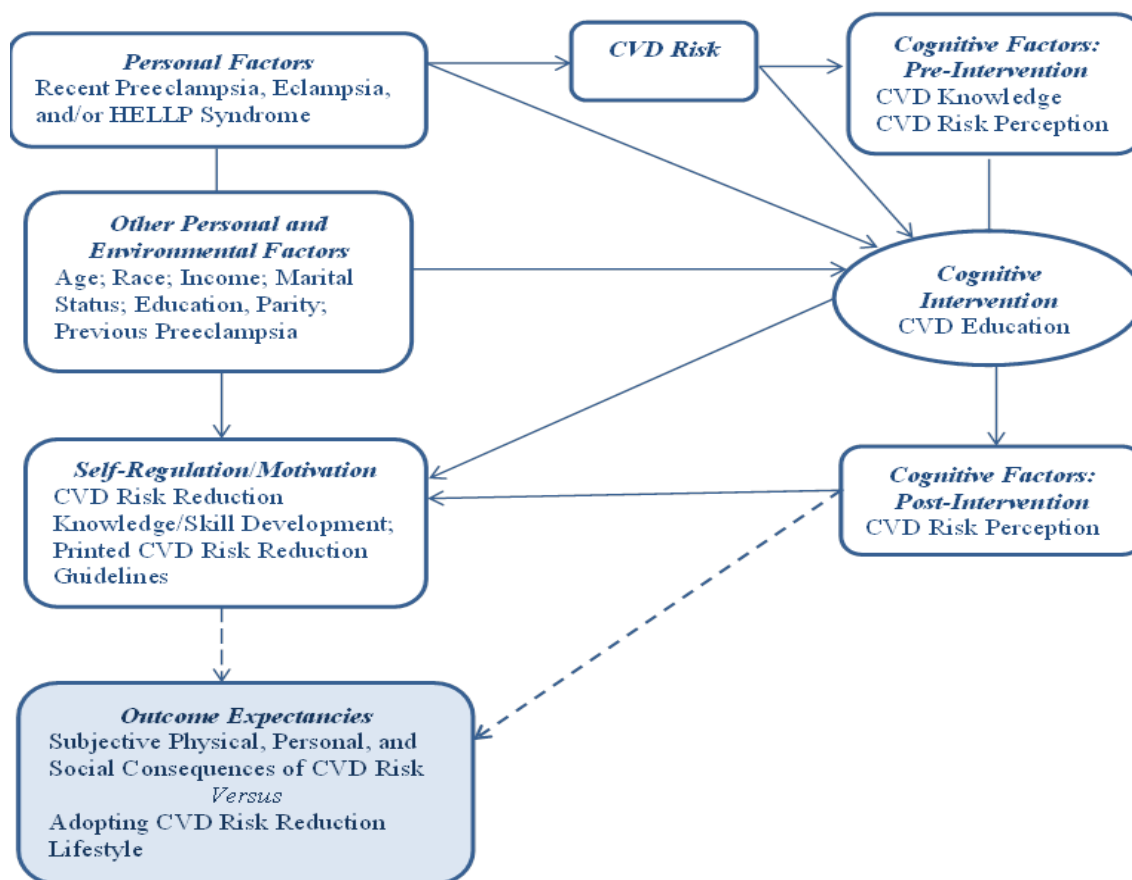 Personal Factors
Recent Preeclampsia, Eclampsia,
and/or HELLP Syndrome
CVD Risk
Cognitive Factors:
Pre-Intervention
CVD Knowledge
CVD Risk Perception
Other Personal and
Environmental Factors
Age; Race; Income; Marital
Status; Education, Parity;
Previous Preeclampsia
Cognitive
Intervention
CVD Education
Self-Regulation/Motivation
CVD Risk Reduction
Knowledge/Skill Development;
Printed CVD Risk Reduction
Guidelines
Cognitive Factors:
Post-Intervention
CVD Risk Perception
Outcome Expectancies
Subjective Physical, Personal, and
Social Consequences of CVD Risk
Versus
Adopting CVD Risk Reduction
Lifestyle